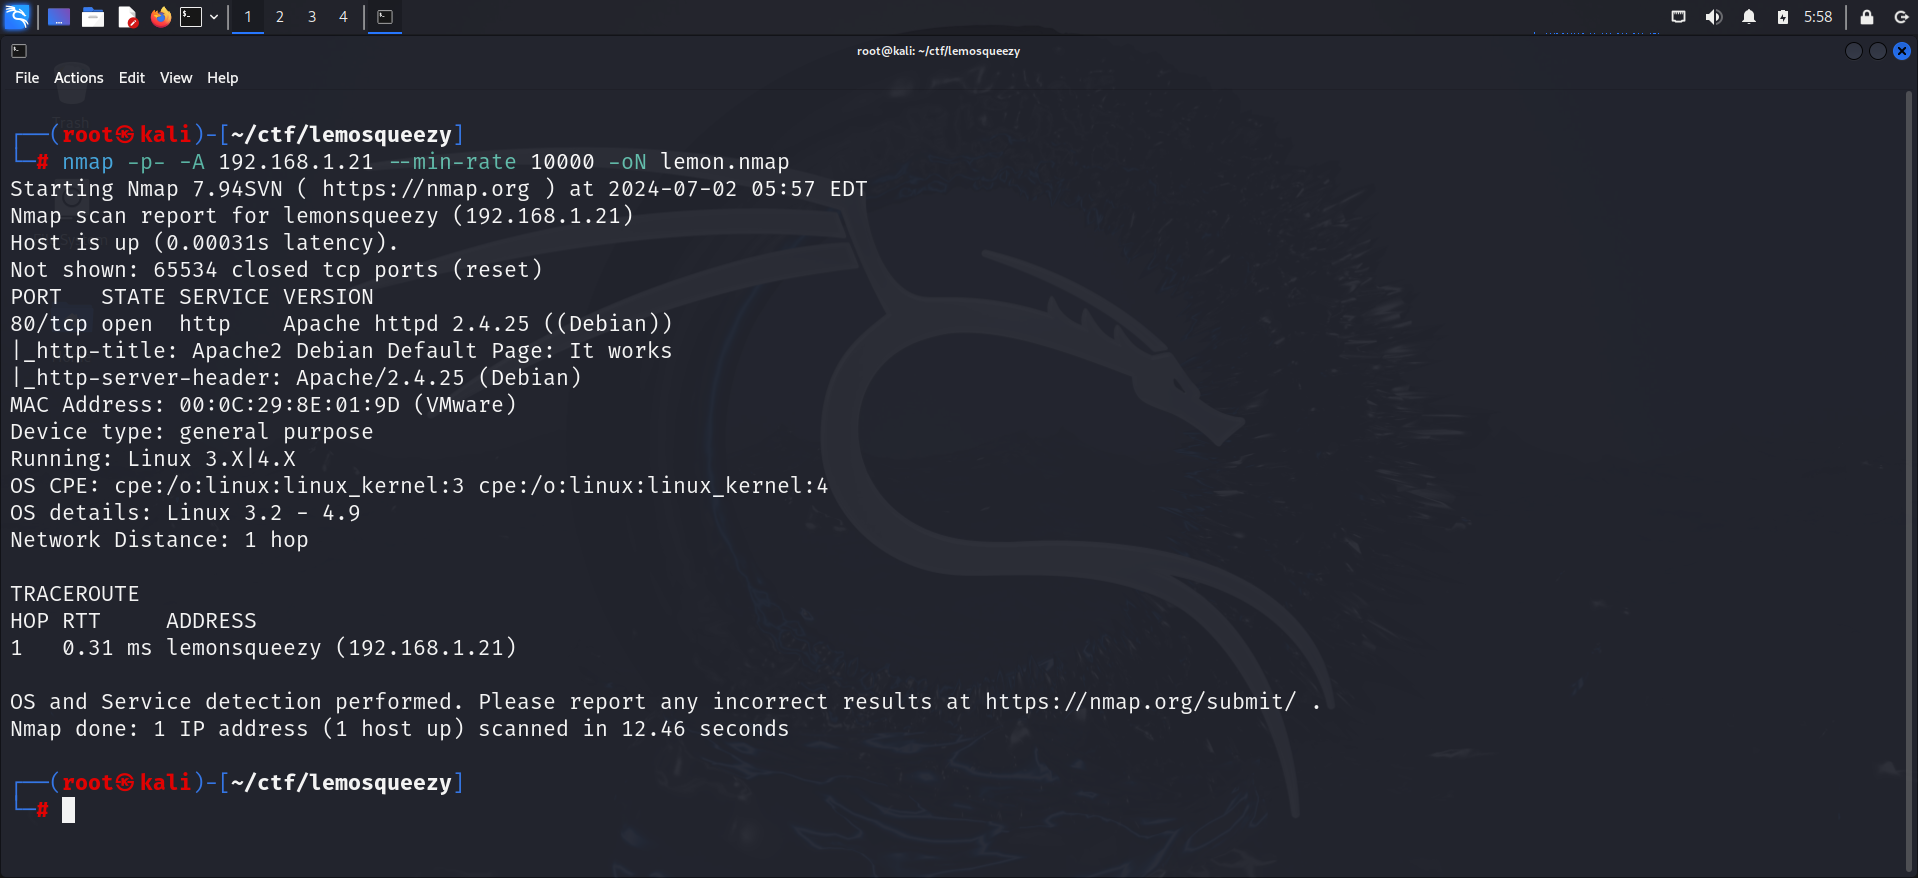 1 2 3 4
5:58
root@kali: ~/ctf/lemosqueezy
File Actions Edit View Help
Trash
┌──(root㉿kali)-[~/ctf/lemosqueezy]
└─# nmap -p- -A 192.168.1.21 --min-rate 10000 -oN lemon.nmap
Starting Nmap 7.94SVN ( https://nmap.org ) at 2024-07-02 05:57 EDT
Nmap scan report for lemonsqueezy (192.168.1.21)
Host is up (0.00031s latency).
Not shown: 65534 closed tcp ports (reset)
PORT   STATE SERVICE VERSION
80/tcp open  http    Apache httpd 2.4.25 ((Debian))
|_http-title: Apache2 Debian Default Page: It works
|_http-server-header: Apache/2.4.25 (Debian)
MAC Address: 00:0C:29:8E:01:9D (VMware)
Device type: general purpose
Running: Linux 3.X|4.X
OS CPE: cpe:/o:linux:linux_kernel:3 cpe:/o:linux:linux_kernel:4
OS details: Linux 3.2 - 4.9
Network Distance: 1 hop
TRACEROUTE
HOP RTT     ADDRESS
1   0.31 ms lemonsqueezy (192.168.1.21)
OS and Service detection performed. Please report any incorrect results at https://nmap.org/submit/ .
Nmap done: 1 IP address (1 host up) scanned in 12.46 seconds
┌──(root㉿kali)-[~/ctf/lemosqueezy]
└─#